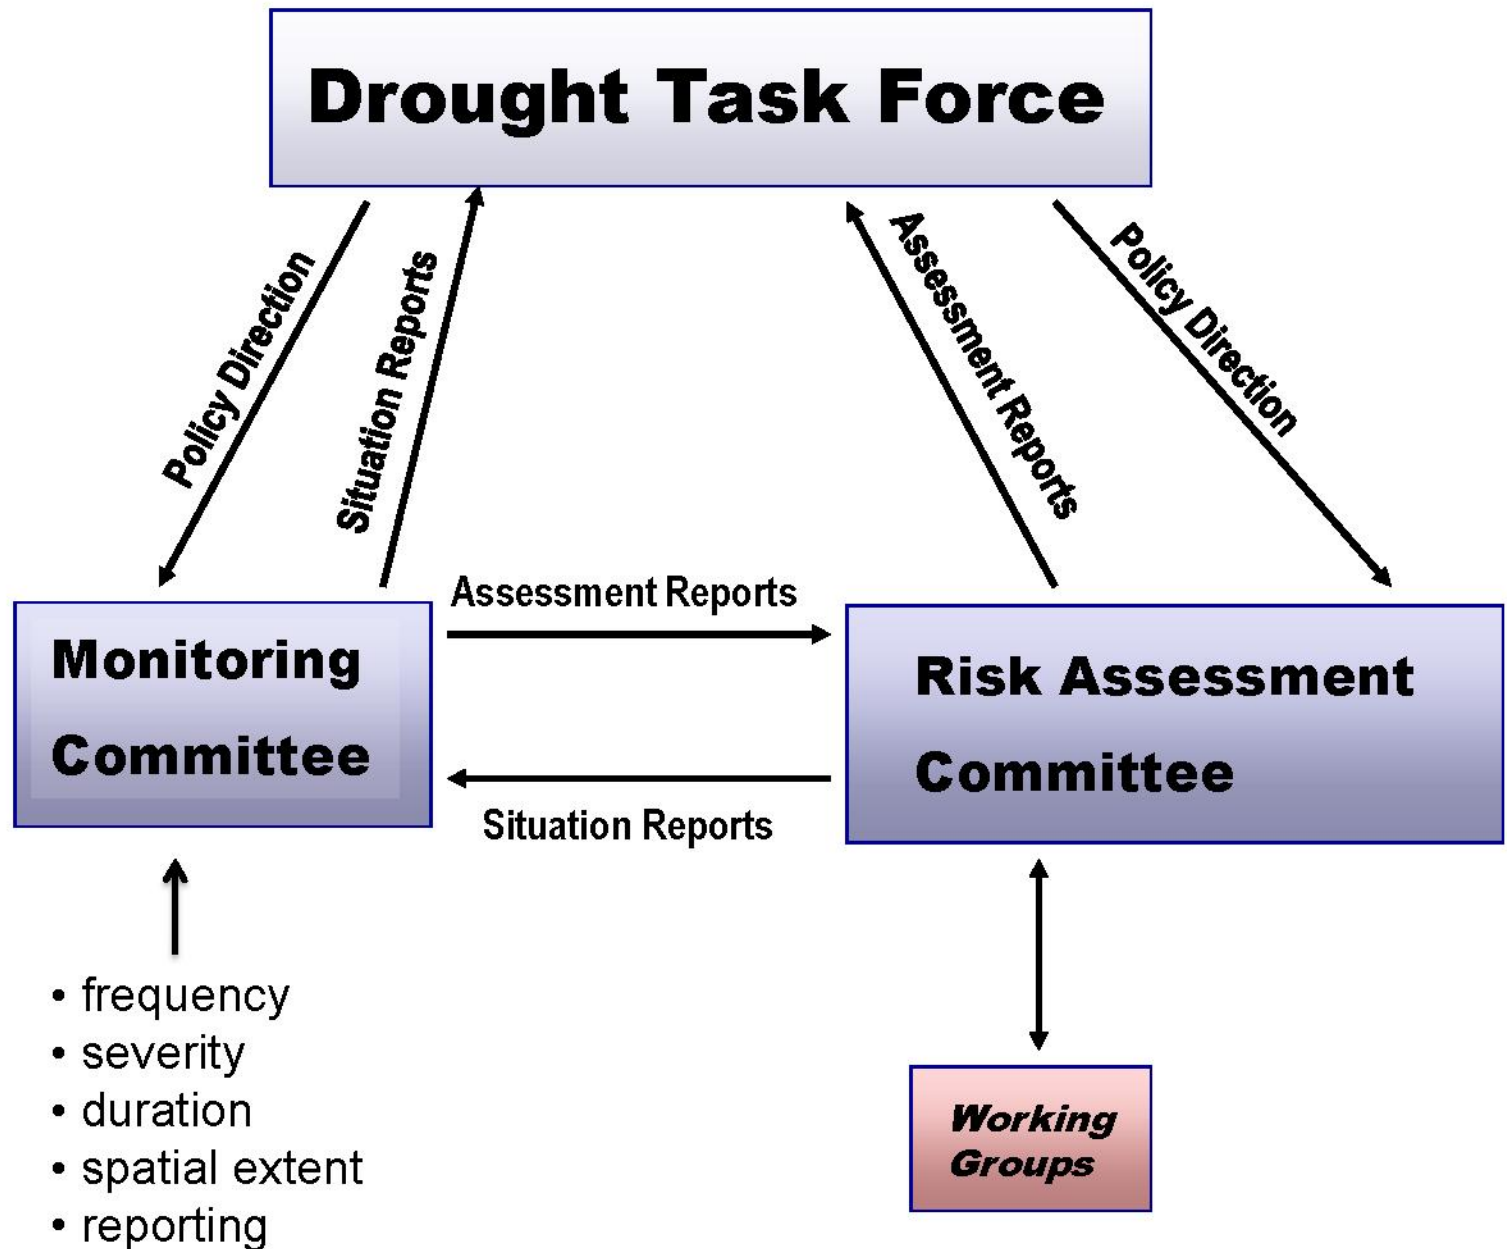 Drought Task Force
Policy Direction
Situation Reports
Assessment Reports
Policy Direction
Assessment Reports
Monitoring
Committee
Risk Assessment
Committee
Situation Reports
• frequency
• severity
• duration
• spatial extent
• reporting
Working
Groups